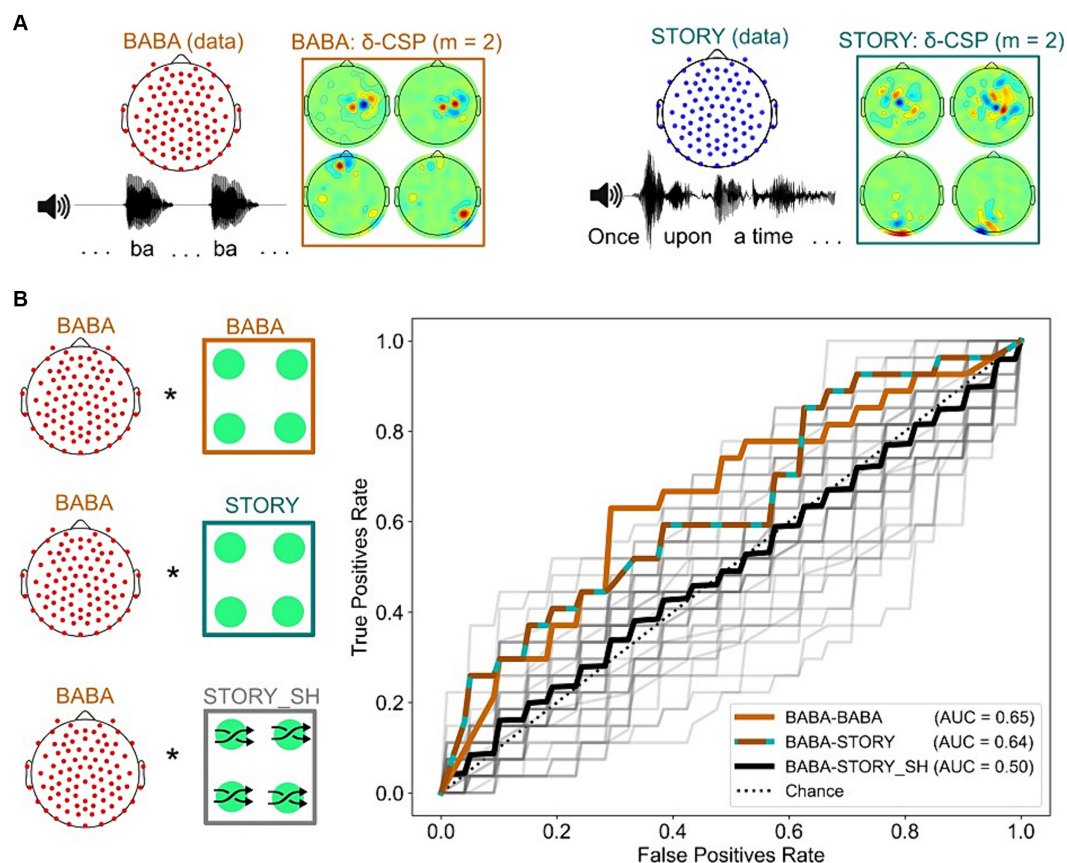 A
BABA (data)
BABA: δ-CSP (m = 2)
STORY (data)
STORY: δ-CSP (m = 2)
. . . ba . . . ba . . .
Once upon a time . . .
B
BABA
BABA
*
BABA
STORY
*
BABA
STORY_SH
*
True Positives Rate
1.0
0.8
0.6
0.4
0.2
0.0
BABA-BABA (AUC = 0.65)
BABA-STORY (AUC = 0.64)
BABA-STORY_SH (AUC = 0.50)
Chance
0.0 0.2 0.4 0.6 0.8 1.0
False Positives Rate